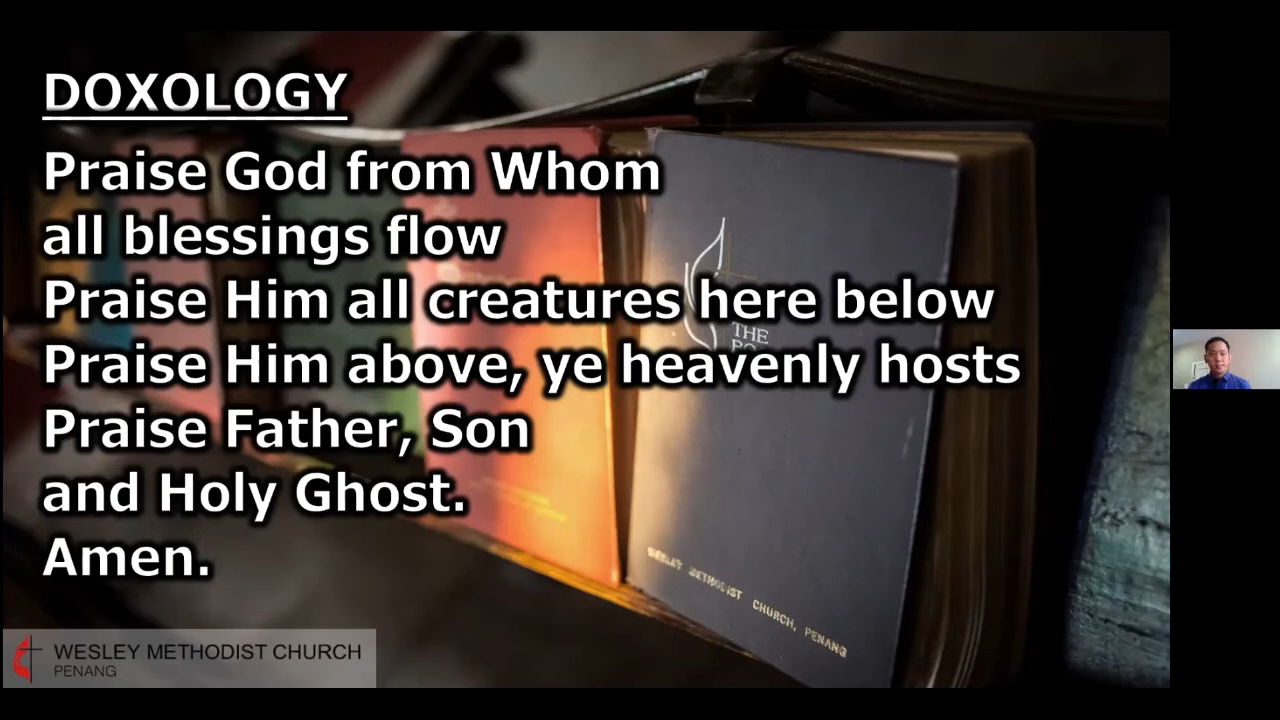 DOXOLOGY
Praise God from Whom
all blessings flow
Praise Him all creatures here below
Praise Him above, ye heavenly hosts
Praise Father, Son
and Holy Ghost.
Amen.
THE
WESLEY METHODIST CHURCH, PENANG
WESLEY METHODIST CHURCH
PENANG